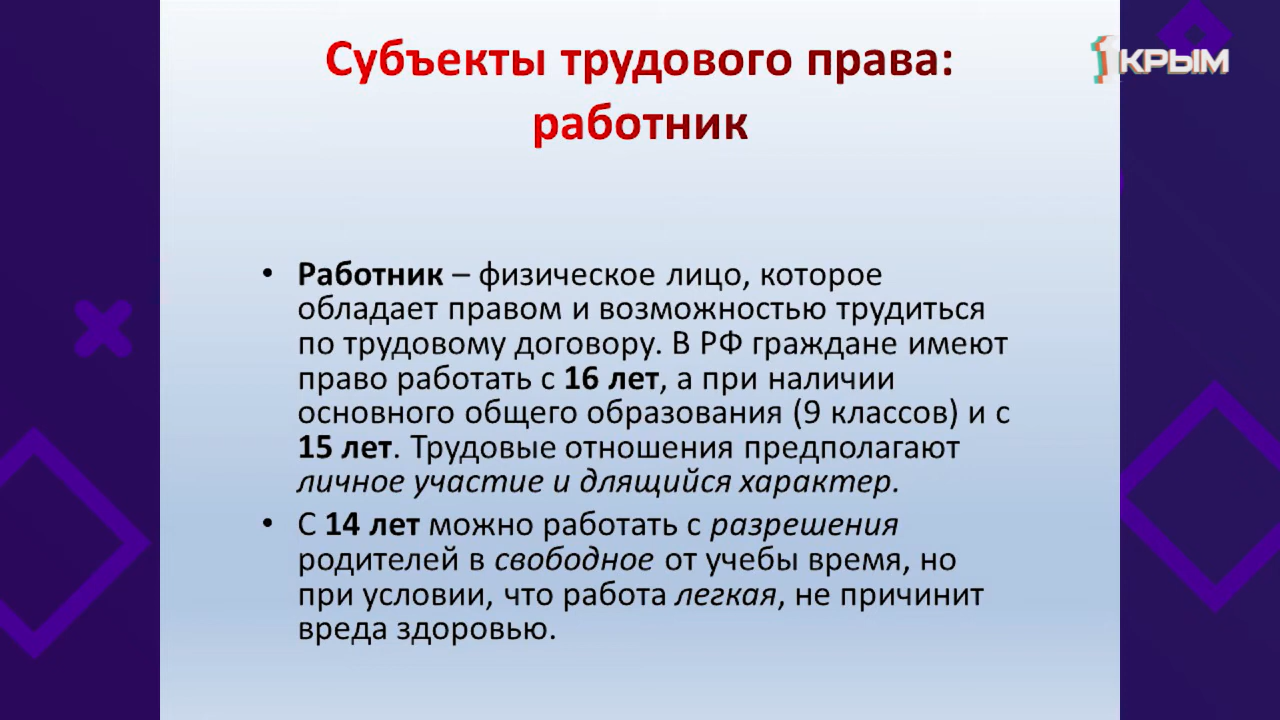 Субъекты трудового права:
работник
1 КРЫМ
• Работник – физическое лицо, которое
обладает правом и возможностью трудиться
по трудовому договору. В РФ граждане имеют
право работать с 16 лет, а при наличии
основного общего образования (9 классов) и с
15 лет. Трудовые отношения предполагают
личное участие и длящийся характер.
• С 14 лет можно работать с разрешения
родителей в свободное от учебы время, но
при условии, что работа легкая, не причинит
вреда здоровью.